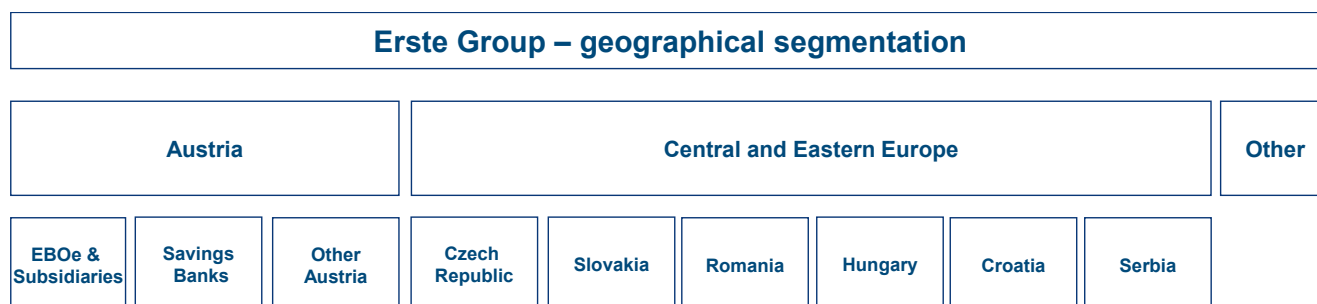 Erste Group – geographical segmentation
Austria
Central and Eastern Europe
Other
EBOe &
Subsidiaries
Savings
Banks
Other
Austria
Czech
Republic
Slovakia
Romania
Hungary
Croatia
Serbia